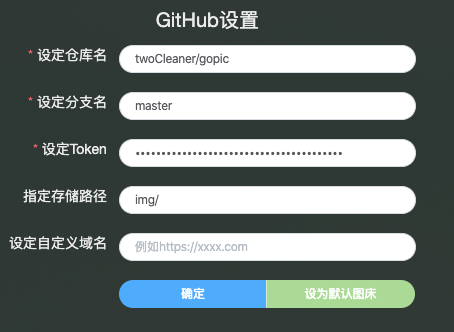 GitHub设置
* 设定仓库名 twoCleaner/gopic
* 设定分支名 master
* 设定Token ••••••••••••••••••••••••••••••••••••••••
指定存储路径 img/
设定自定义域名 例如https://xxxx.com
确定 设为默认图床